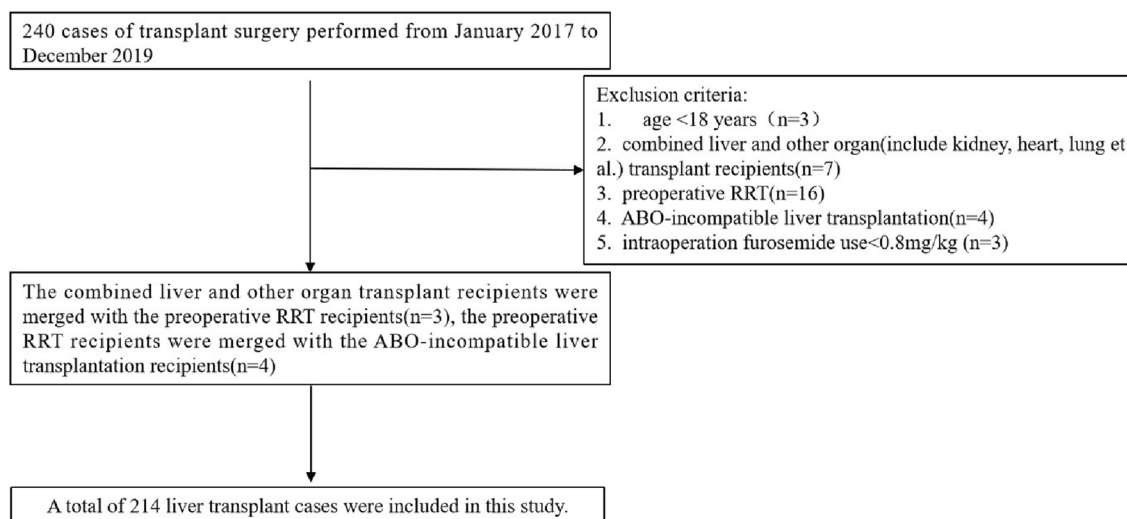 240 cases of transplant surgery performed from January 2017 to
December 2019
Exclusion criteria:
1. age <18 years（n=3）
2. combined liver and other organ(include kidney, heart, lung et
al.) transplant recipients(n=7)
3. preoperative RRT(n=16)
4. ABO-incompatible liver transplantation(n=4)
5. intraoperation furosemide use<0.8mg/kg (n=3)
The combined liver and other organ transplant recipients were
merged with the preoperative RRT recipients(n=3), the preoperative
RRT recipients were merged with the ABO-incompatible liver
transplantation recipients(n=4)
A total of 214 liver transplant cases were included in this study.